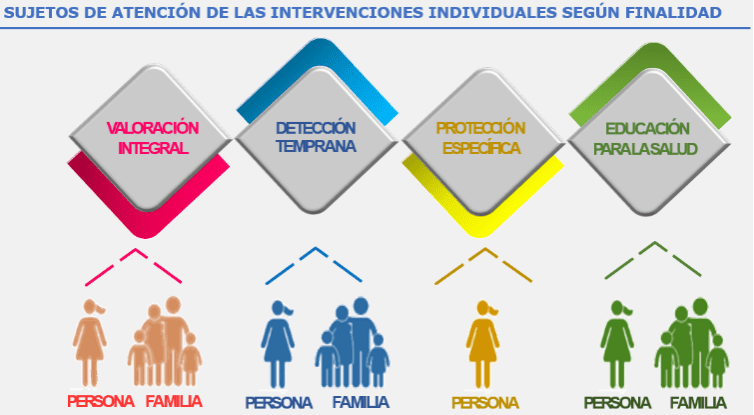 SUJETOS DE ATENCIÓN DE LAS INTERVENCIONES INDIVIDUALES SEGÚN FINALIDAD
VALORACIÓN
INTEGRAL
DETECCIÓN
TEMPRANA
PROTECCIÓN
ESPECÍFICA
EDUCACIÓN
PARA LA SALUD
PERSONA FAMILIA
PERSONA FAMILIA
PERSONA
PERSONA FAMILIA